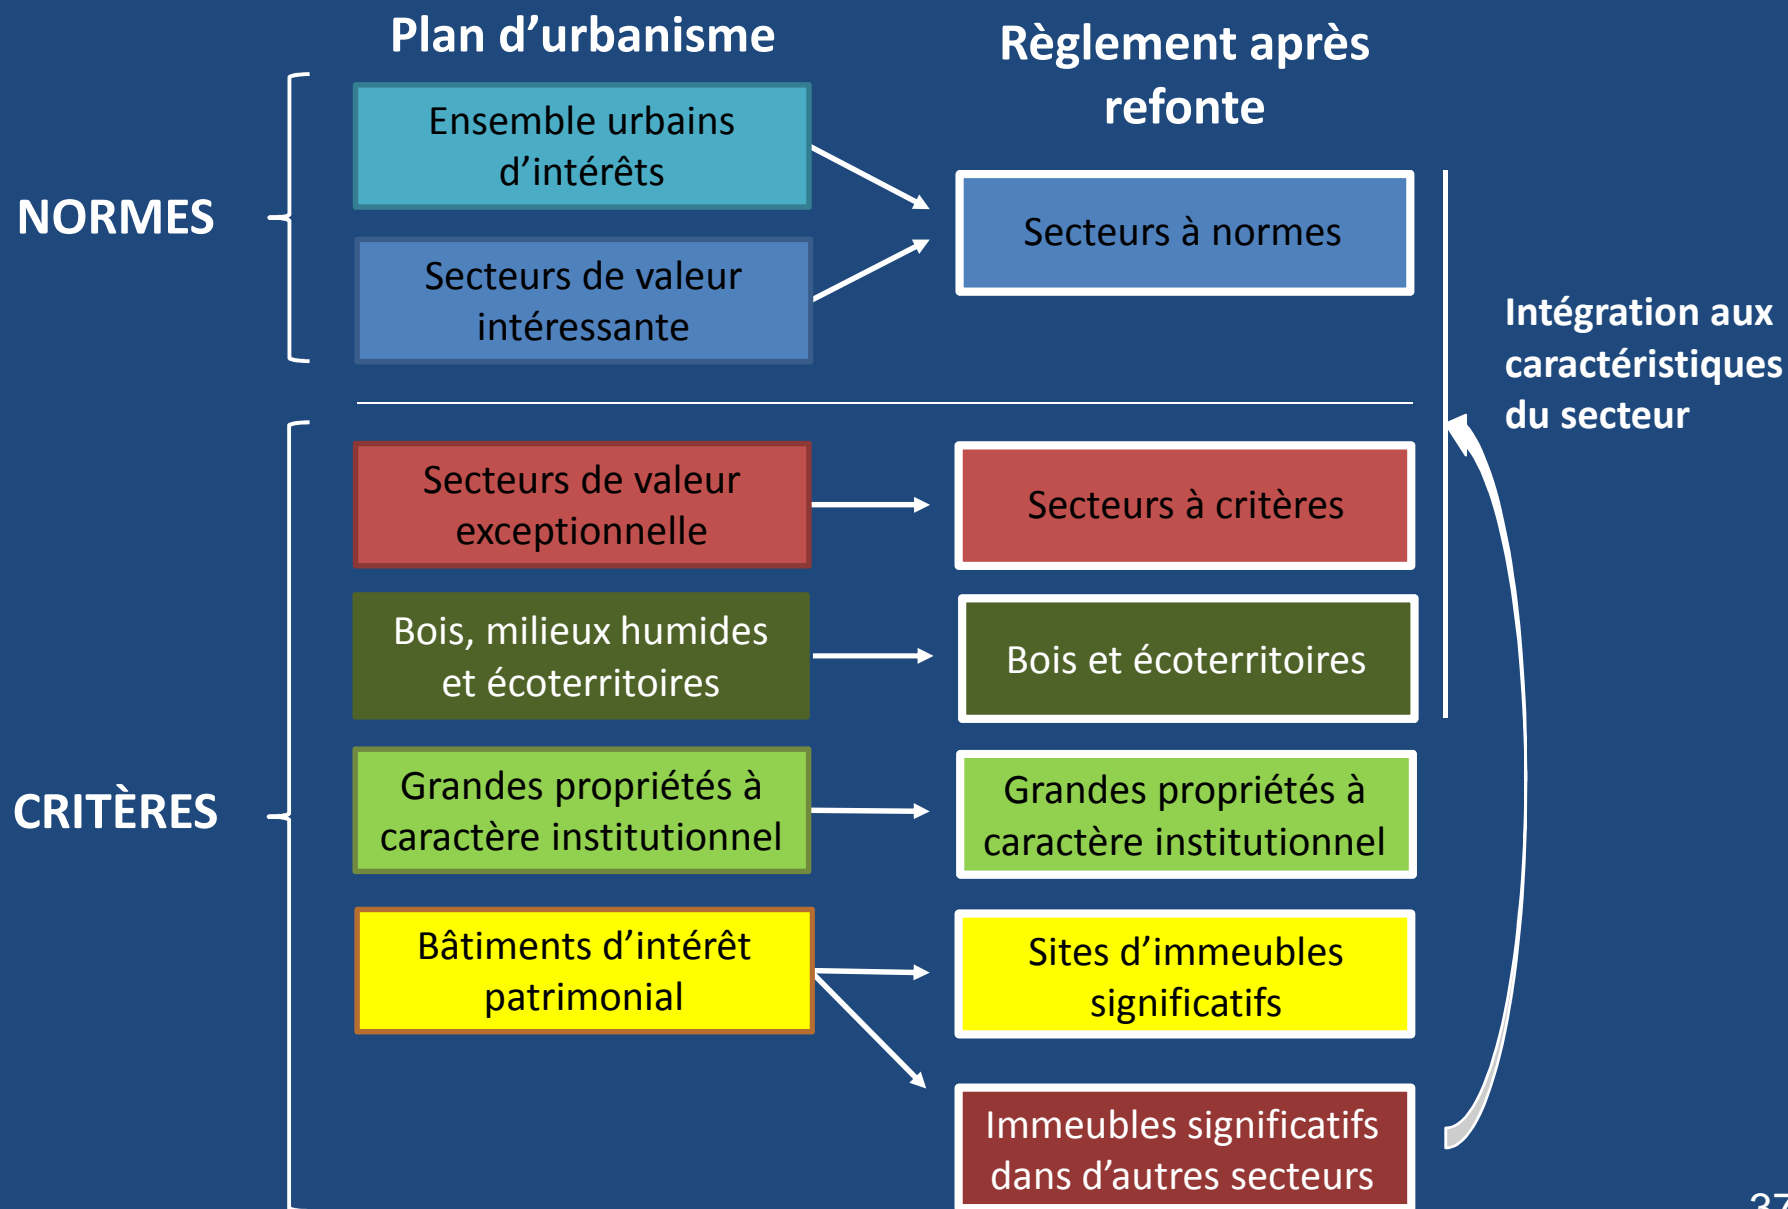 Plan d’urbanisme
Règlement après
refonte
NORMES
Ensemble urbains
d’intérêts
Secteurs de valeur
intéressante
Secteurs à normes
Intégration aux
caractéristiques
du secteur
CRITÈRES
Secteurs de valeur
exceptionnelle
Secteurs à critères
Bois, milieux humides
et écoterritoires
Bois et écoterritoires
Grandes propriétés à
caractère institutionnel
Grandes propriétés à
caractère institutionnel
Bâtiments d’intérêt
patrimonial
Sites d’immeubles
significatifs
Immeubles significatifs
dans d’autres secteurs
37